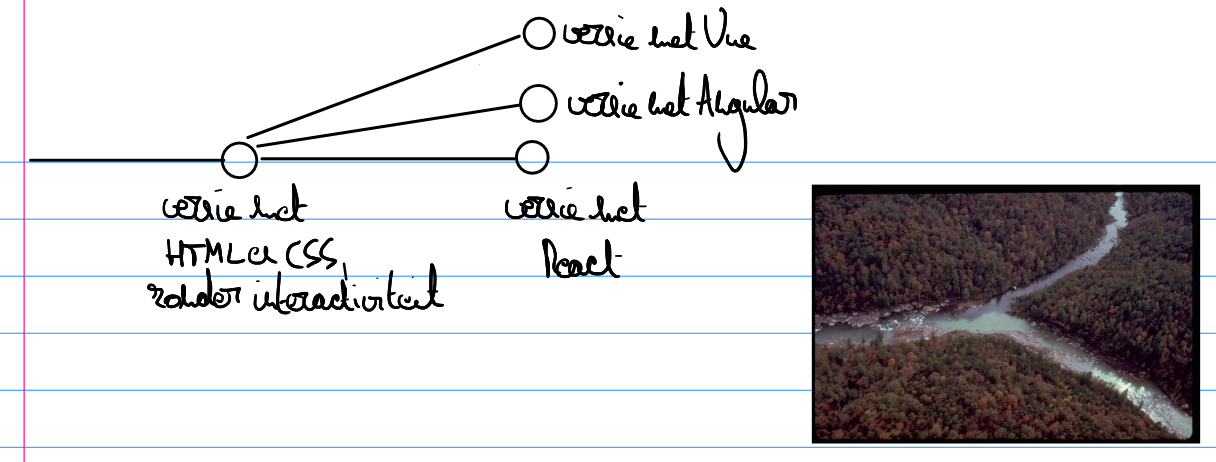 versie met Vue
versie met Angular
versie met
HTML en CSS,
zonder interactiviteit
versie met
React